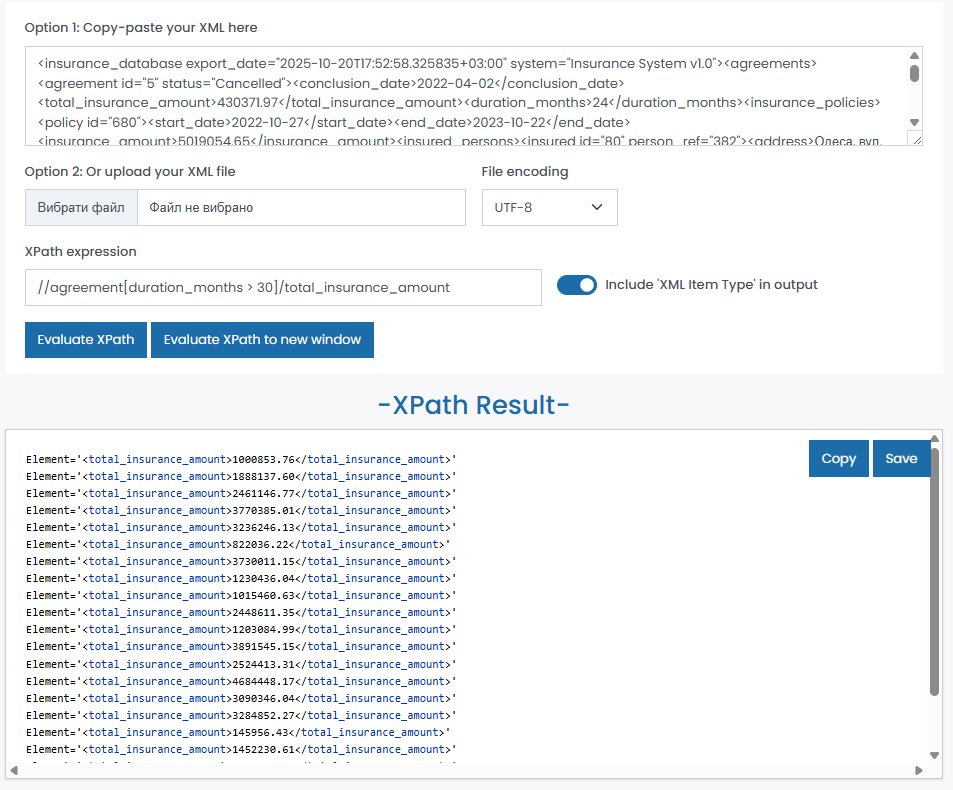 Option 1: Copy-paste your XML here
<insurance_database export_date="2025-10-20T17:52:58.325835+03:00" system="Insurance System v1.0"><agreements>
<agreement id="5" status="Cancelled"><conclusion_date>2022-04-02</conclusion_date>
<total_insurance_amount>430371.97</total_insurance_amount><duration_months>24</duration_months><insurance_policies>
<policy id="680"><start_date>2022-10-27</start_date><end_date>2023-10-22</end_date>
<insurance_amount>5019054.65</insurance_amount><insured_persons><insured id="80" person_ref="382"><address>Одеса, вул.
Option 2: Or upload your XML file
File encoding
Вибрати файл Файл не вибрано
UTF-8
XPath expression
//agreement[duration_months > 30]/total_insurance_amount
Include 'XML Item Type' in output
Evaluate XPath Evaluate XPath to new window
-XPath Result-
Copy Save
Element='<total_insurance_amount>1000853.76</total_insurance_amount>'
Element='<total_insurance_amount>1888137.60</total_insurance_amount>'
Element='<total_insurance_amount>2461146.77</total_insurance_amount>'
Element='<total_insurance_amount>3770385.01</total_insurance_amount>'
Element='<total_insurance_amount>3236246.13</total_insurance_amount>'
Element='<total_insurance_amount>822036.22</total_insurance_amount>'
Element='<total_insurance_amount>3730011.15</total_insurance_amount>'
Element='<total_insurance_amount>1230436.04</total_insurance_amount>'
Element='<total_insurance_amount>1015460.63</total_insurance_amount>'
Element='<total_insurance_amount>2448611.35</total_insurance_amount>'
Element='<total_insurance_amount>1203084.99</total_insurance_amount>'
Element='<total_insurance_amount>3891545.15</total_insurance_amount>'
Element='<total_insurance_amount>2524413.31</total_insurance_amount>'
Element='<total_insurance_amount>4684448.17</total_insurance_amount>'
Element='<total_insurance_amount>3090346.04</total_insurance_amount>'
Element='<total_insurance_amount>3284852.27</total_insurance_amount>'
Element='<total_insurance_amount>145956.43</total_insurance_amount>'
Element='<total_insurance_amount>1452230.61</total_insurance_amount>'